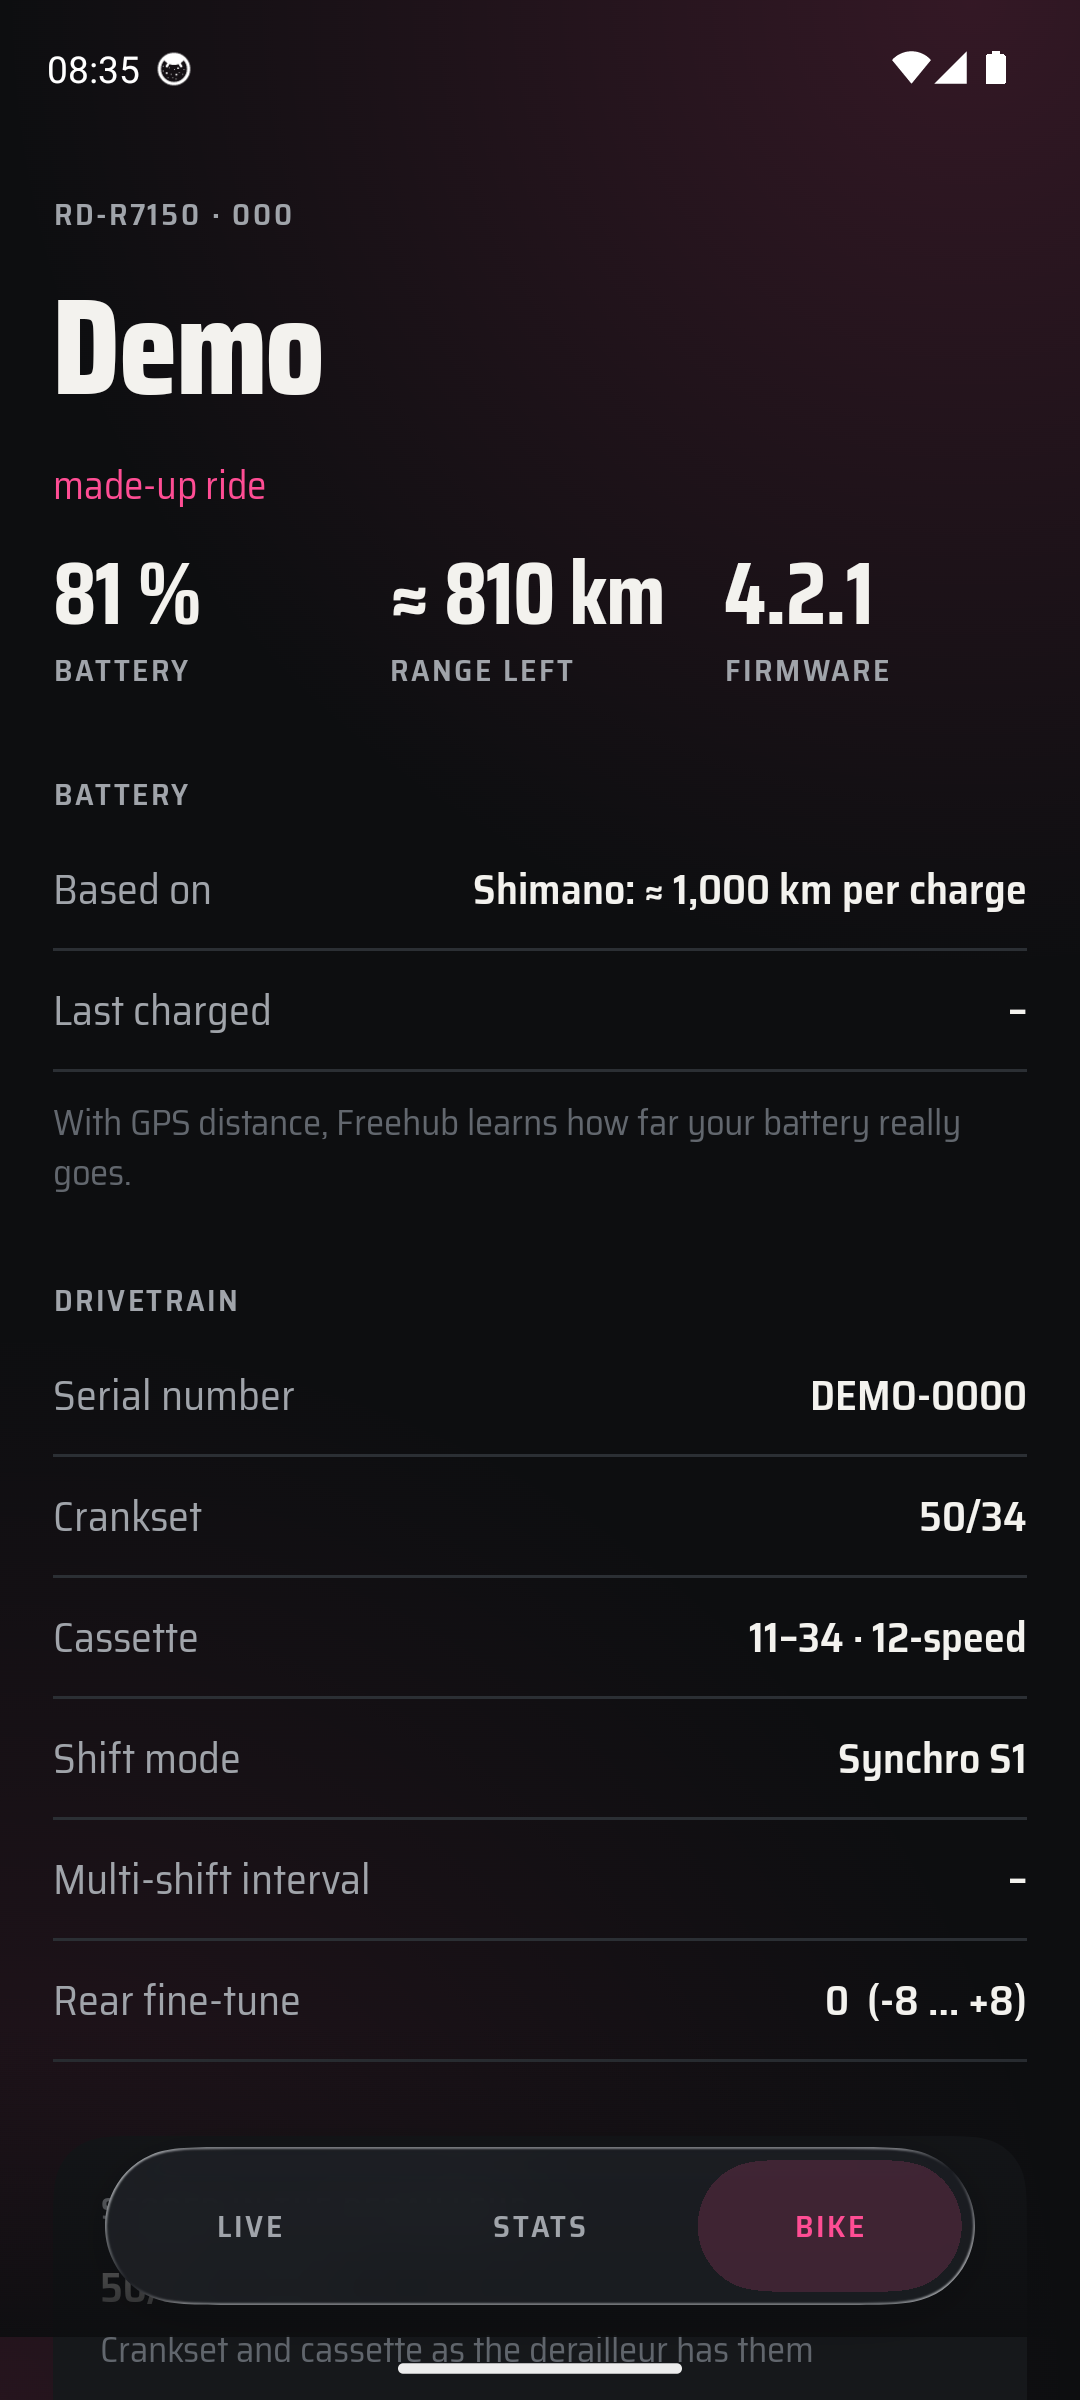 08:35
RD-R7150 · 000
Demo
made-up ride
81 % ≈ 810 km 4.2.1
BATTERY RANGE LEFT FIRMWARE
BATTERY
Based on Shimano: ≈ 1,000 km per charge
Last charged –
With GPS distance, Freehub learns how far your battery really
goes.
DRIVETRAIN
Serial number DEMO-0000
Crankset 50/34
Cassette 11–34 · 12-speed
Shift mode Synchro S1
Multi-shift interval –
Rear fine-tune 0 (-8 ... +8)
LIVE STATS BIKE
Crankset and cassette as the derailleur has them